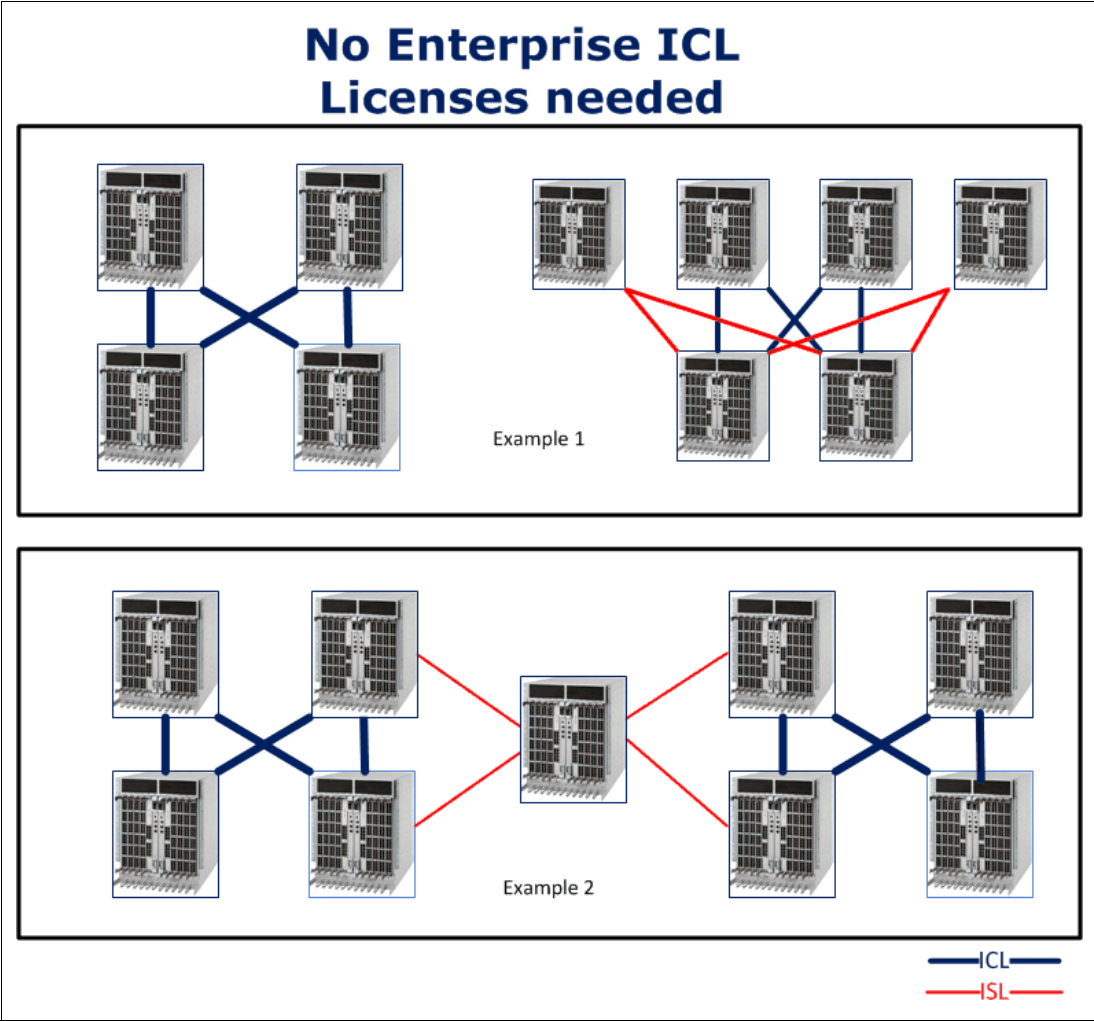 No Enterprise ICL
Licenses needed
Example 1
Example 2
ICL
ISL